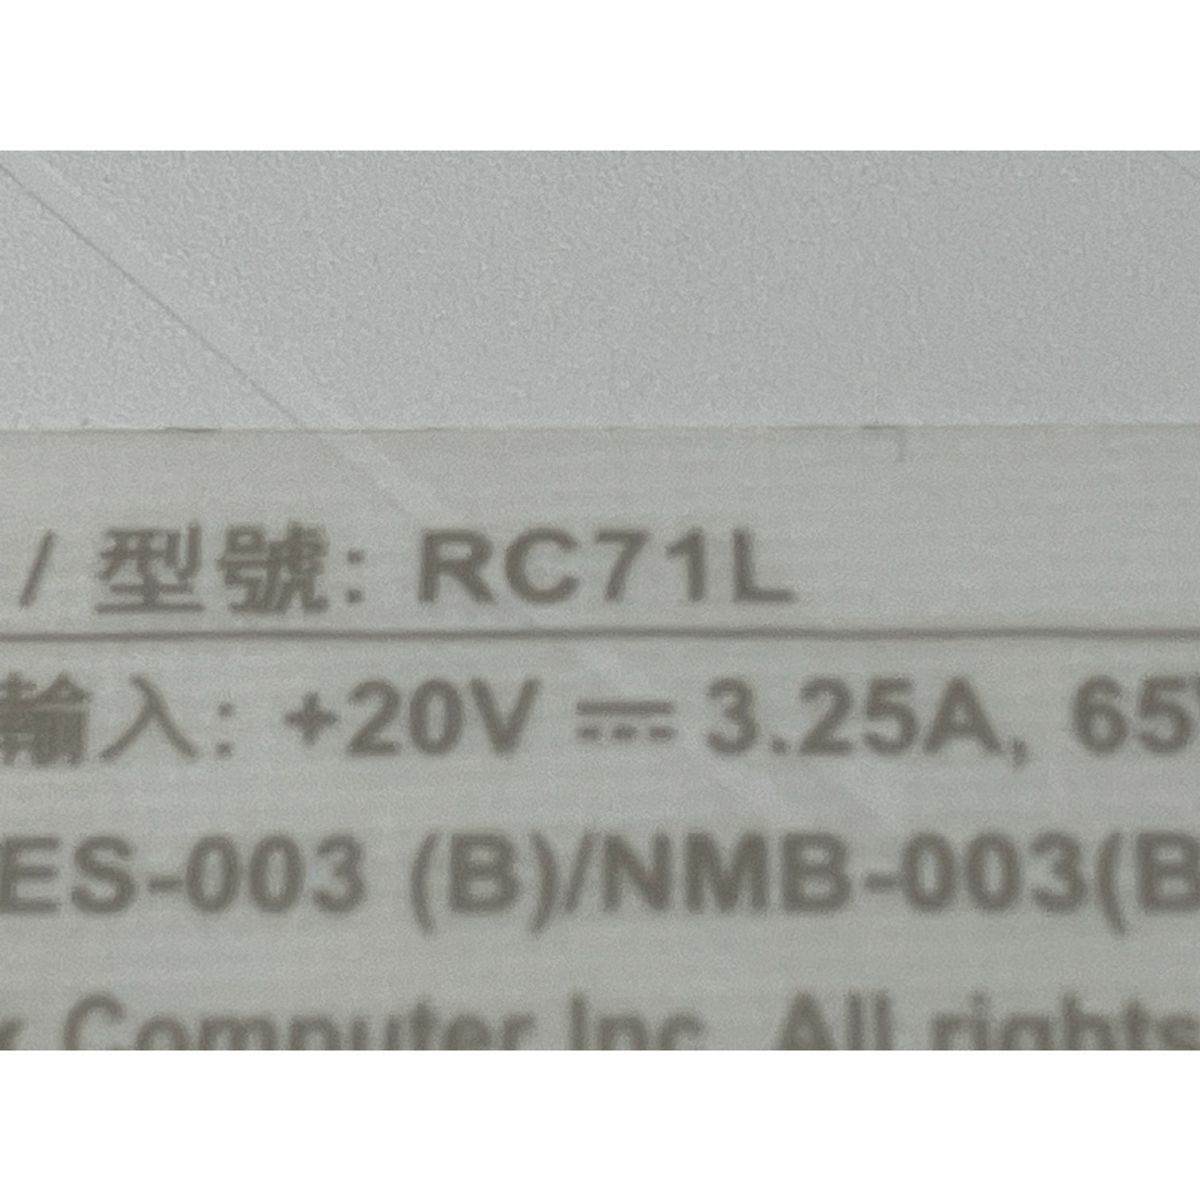 / 型號: RC71L
輸入: +20V ⎓ 3.25A, 65
ES-003 (B)/NMB-003(B
Computer Inc. All rights